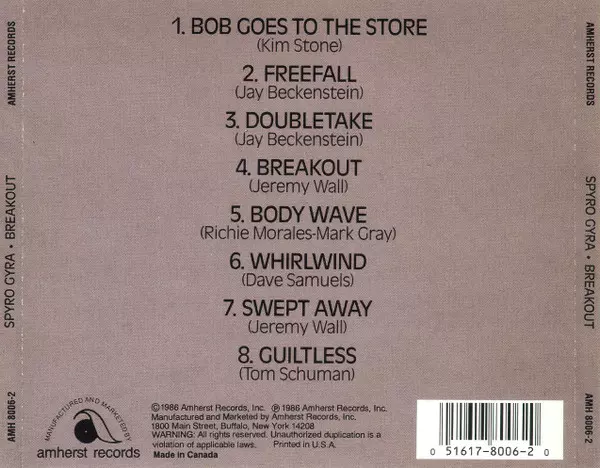 AMHERST RECORDS
SPYRO GYRA • BREAKOUT
AMH 8006-2
1. BOB GOES TO THE STORE
(Kim Stone)
2. FREEFALL
(Jay Beckenstein)
3. DOUBLETAKE
(Jay Beckenstein)
4. BREAKOUT
(Jeremy Wall)
5. BODY WAVE
(Richie Morales-Mark Gray)
6. WHIRLWIND
(Dave Samuels)
7. SWEPT AWAY
(Jeremy Wall)
8. GUILTLESS
(Tom Schuman)
MANUFACTURED AND MARKETED BY
amherst records
©1986 Amherst Records, Inc. ℗ 1986 Amherst Records, Inc.
Manufactured and Marketed by Amherst Records, Inc.
1800 Main Street, Buffalo, New York 14208
WARNING: All rights reserved. Unauthorized duplication is a
violation of applicable laws. Printed in U.S.A.
Made in Canada
0 51617-8006-2 0
AMHERST RECORDS
SPYRO GYRA • BREAKOUT
AMH 8006-2